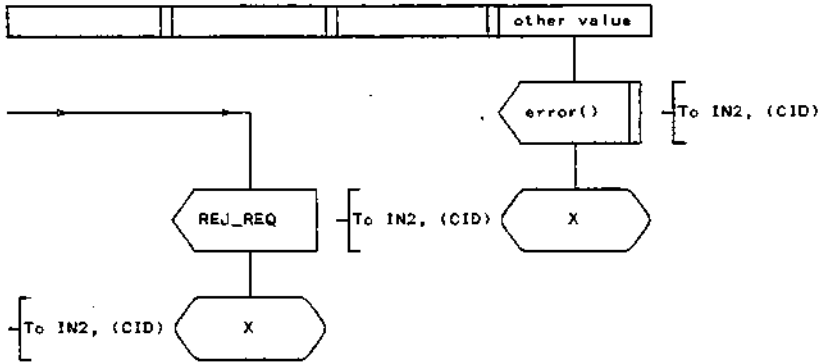 other value
error()
To IN2, (CID)
REJ_REQ
To IN2, (CID)
X
To IN2, (CID)
X